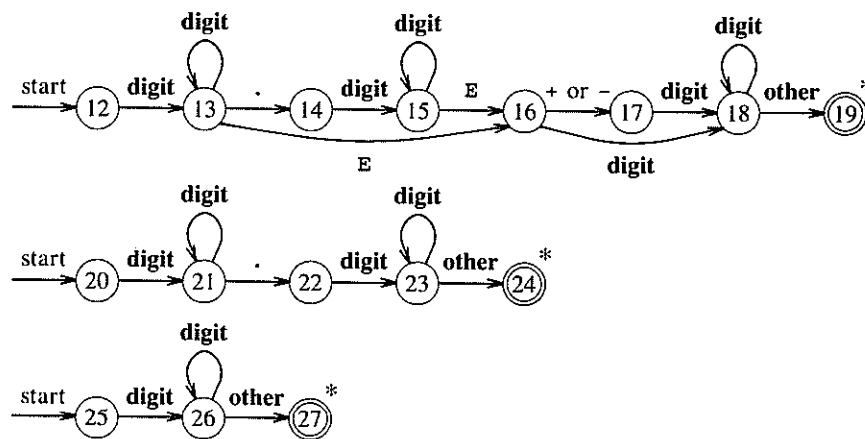 digit digit digit
start digit . digit E + or − digit other *
12 13 14 15 16 17 18 19
E digit
digit digit
start digit . digit other *
20 21 22 23 24
digit
start digit other *
25 26 27